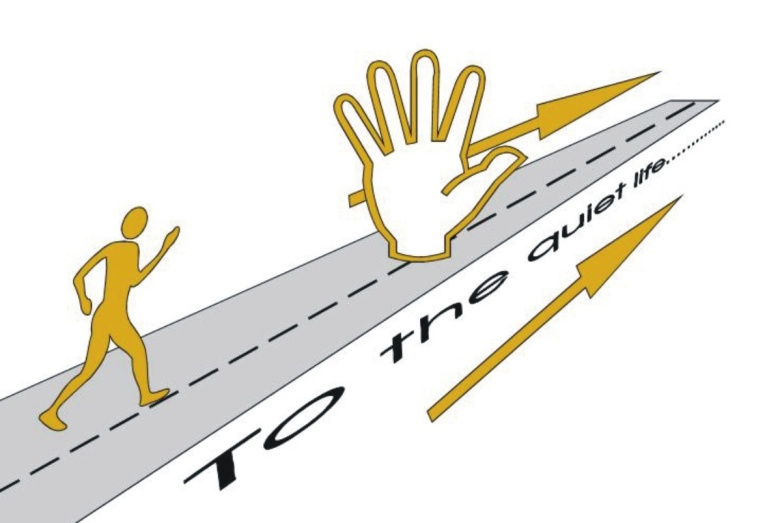 TO the quiet life........